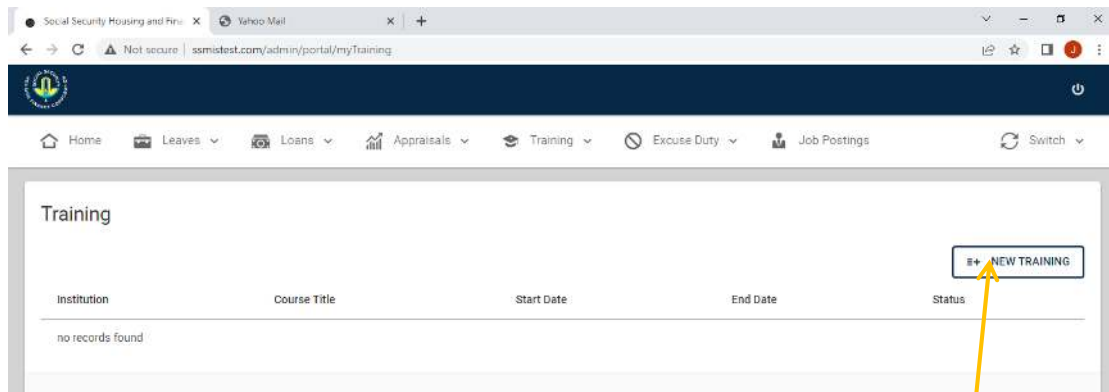 Social Security Housing and Fina
Yahoo Mail
Not secure | ssmistest.com/admin/portal/myTraining
J
Home Leaves Loans Appraisals Training Excuse Duty Job Postings Switch
Training
NEW TRAINING
Institution Course Title Start Date End Date Status
no records found